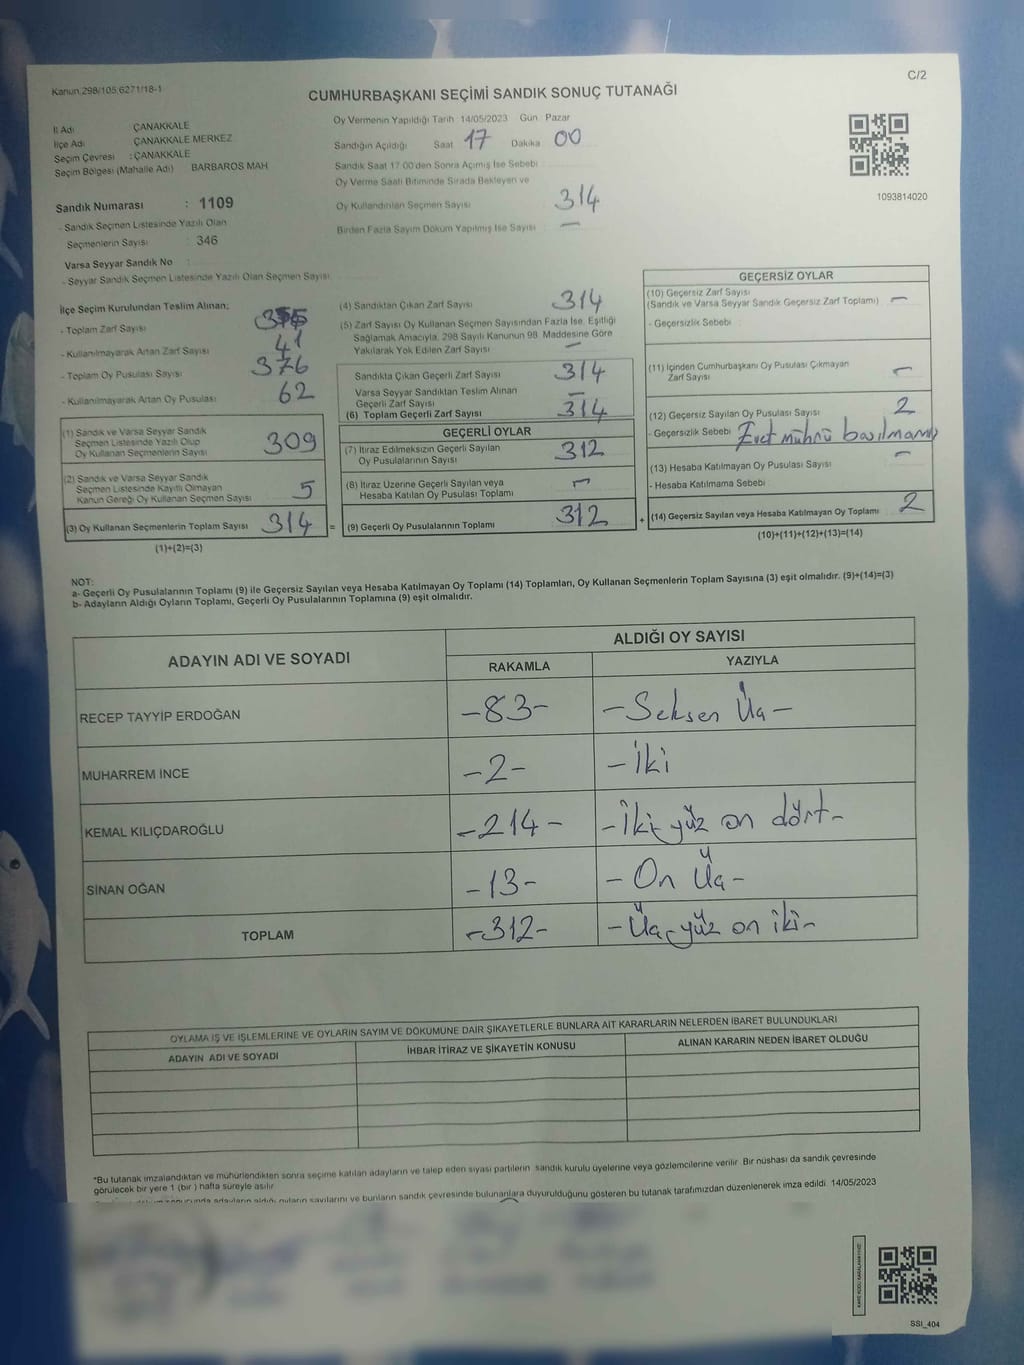 Kanun 298/105 6271/18-1
C/2
CUMHURBAŞKANI SEÇİMİ SANDIK SONUÇ TUTANAĞI
İl Adı ÇANAKKALE
İlçe Adı ÇANAKKALE MERKEZ
Seçim Çevresi : ÇANAKKALE
Seçim Bölgesi (Mahalle Adı) BARBAROS MAH
Oy Vermenin Yapıldığı Tarih : 14/05/2023 Gün : Pazar
Sandığın Açıldığı Saat 17 Dakika 00
Sandık Saat 17 00'den Sonra Açılmış İse Sebebi
Oy Verme Saati Bitiminde Sırada Bekleyen ve
Oy Kullandırılan Seçmen Sayısı 314
Birden Fazla Sayım Döküm Yapılmış İse Sayısı —
1093814020
Sandık Numarası : 1109
- Sandık Seçmen Listesinde Yazılı Olan
Seçmenlerin Sayısı : 346
Varsa Seyyar Sandık No :
- Seyyar Sandık Seçmen Listesinde Yazılı Olan Seçmen Sayısı
İlçe Seçim Kurulundan Teslim Alınan;
- Toplam Zarf Sayısı
- Kullanılmayarak Artan Zarf Sayısı 41
- Toplam Oy Pusulası Sayısı 376
- Kullanılmayarak Artan Oy Pusulası 62
(1) Sandık ve Varsa Seyyar Sandık
Seçmen Listesinde Yazılı Olup
Oy Kullanan Seçmenlerin Sayısı 309
(2) Sandık ve Varsa Seyyar Sandık
Seçmen Listesinde Kayıtlı Olmayan
Kanun Gereği Oy Kullanan Seçmen Sayısı 5
(3) Oy Kullanan Seçmenlerin Toplam Sayısı 314 =
(1)+(2)=(3)
(4) Sandıktan Çıkan Zarf Sayısı 314
(5) Zarf Sayısı Oy Kullanan Seçmen Sayısından Fazla İse, Eşitliği
Sağlamak Amacıyla, 298 Sayılı Kanunun 98. Maddesine Göre
Yakılarak Yok Edilen Zarf Sayısı —
Sandıkta Çıkan Geçerli Zarf Sayısı 314
Varsa Seyyar Sandıktan Teslim Alınan
Geçerli Zarf Sayısı —
(6) Toplam Geçerli Zarf Sayısı 314
GEÇERLİ OYLAR
(7) İtiraz Edilmeksizin Geçerli Sayılan
Oy Pusulalarının Sayısı 312
(8) İtiraz Üzerine Geçerli Sayılan veya
Hesaba Katılan Oy Pusulası Toplamı —
(9) Geçerli Oy Pusulalarının Toplamı 312 +
GEÇERSİZ OYLAR
(10) Geçersiz Zarf Sayısı
(Sandık ve Varsa Seyyar Sandık Geçersiz Zarf Toplamı) —
- Geçersizlik Sebebi :
(11) İçinden Cumhurbaşkanı Oy Pusulası Çıkmayan
Zarf Sayısı —
(12) Geçersiz Sayılan Oy Pusulası Sayısı 2
- Geçersizlik Sebebi Evet mührü basılmamış
(13) Hesaba Katılmayan Oy Pusulası Sayısı —
- Hesaba Katılmama Sebebi
(14) Geçersiz Sayılan veya Hesaba Katılmayan Oy Toplamı 2
(10)+(11)+(12)+(13)=(14)
NOT:
a- Geçerli Oy Pusulalarının Toplamı (9) ile Geçersiz Sayılan veya Hesaba Katılmayan Oy Toplamı (14) Toplamları, Oy Kullanan Seçmenlerin Toplam Sayısına (3) eşit olmalıdır. (9)+(14)=(3)
b- Adayların Aldığı Oyların Toplamı, Geçerli Oy Pusulalarının Toplamına (9) eşit olmalıdır.
ADAYIN ADI VE SOYADI ALDIĞI OY SAYISI
RAKAMLA YAZIYLA
RECEP TAYYİP ERDOĞAN -83- - Seksen Üç -
MUHARREM İNCE -2- - İki
KEMAL KILIÇDAROĞLU -214- - İki yüz on dört -
SİNAN OĞAN -13- - On Üç -
TOPLAM -312- - Üç yüz on iki -
OYLAMA İŞ VE İŞLEMLERİNE VE OYLARIN SAYIM VE DÖKÜMÜNE DAİR ŞİKAYETLERLE BUNLARA AİT KARARLARIN NELERDEN İBARET BULUNDUKLARI
ADAYIN ADI VE SOYADI İHBAR İTİRAZ VE ŞİKAYETİN KONUSU ALINAN KARARIN NEDEN İBARET OLDUĞU
*Bu tutanak imzalandıktan ve mühürlendikten sonra seçime katılan adayların ve talep eden siyasi partilerin sandık kurulu üyelerine veya gözlemcilerine verilir. Bir nüshası da sandık çevresinde
görülecek bir yere 1 (bir ) hafta süreyle asılır.
adayların aldığı oyların sayılarını ve bunların sandık çevresinde bulunanlara duyurulduğunu gösteren bu tutanak tarafımızdan düzenlenerek imza edildi. 14/05/2023
SSI_404